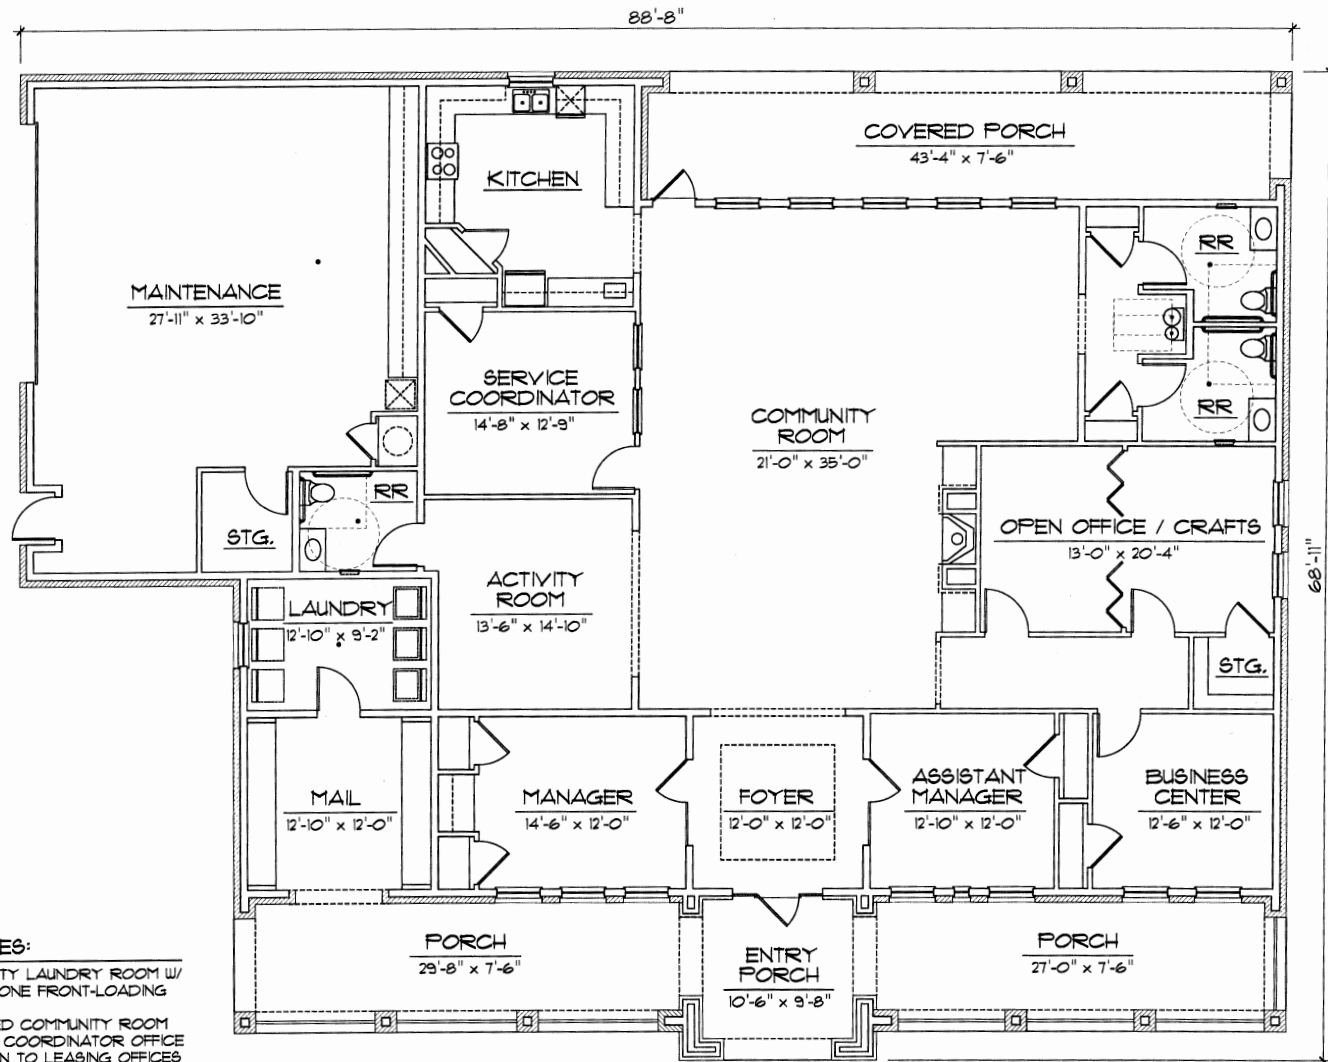 88'-8"
COVERED PORCH
43'-4" x 7'-6"
KITCHEN
RR
MAINTENANCE
27'-11" x 33'-10"
SERVICE
COORDINATOR
14'-8" x 12'-9"
COMMUNITY
ROOM
21'-0" x 35'-0"
RR
RR
STG.
OPEN OFFICE / CRAFTS
13'-0" x 20'-4"
68'-11"
ACTIVITY
ROOM
13'-6" x 14'-10"
LAUNDRY
12'-10" x 9'-2"
STG.
MAIL
12'-10" x 12'-0"
MANAGER
14'-6" x 12'-0"
FOYER
12'-0" x 12'-0"
ASSISTANT
MANAGER
12'-10" x 12'-0"
BUSINESS
CENTER
12'-6" x 12'-0"
PORCH
29'-8" x 7'-6"
ENTRY
PORCH
10'-6" x 9'-8"
PORCH
27'-0" x 7'-6"
ES:
TY LAUNDRY ROOM W/
ONE FRONT-LOADING
ED COMMUNITY ROOM
COORDINATOR OFFICE
N TO LEASING OFFICES